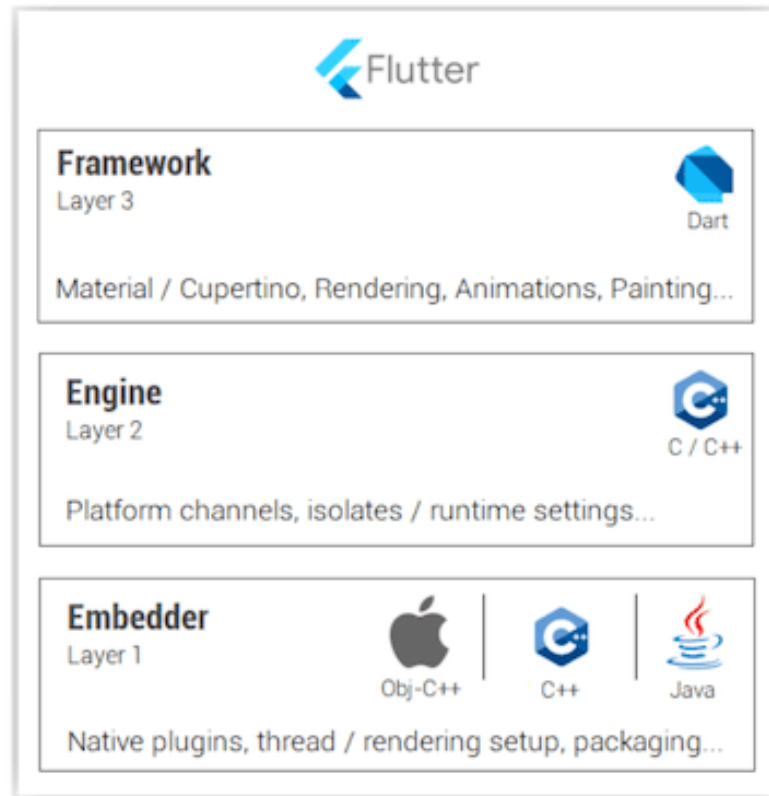 Flutter
Framework
Layer 3
Dart
Material / Cupertino, Rendering, Animations, Painting...
Engine
Layer 2
C++
C / C++
Platform channels, isolates / runtime settings...
Embedder
Layer 1
Obj-C++
C++
C++
Java
Native plugins, thread / rendering setup, packaging...